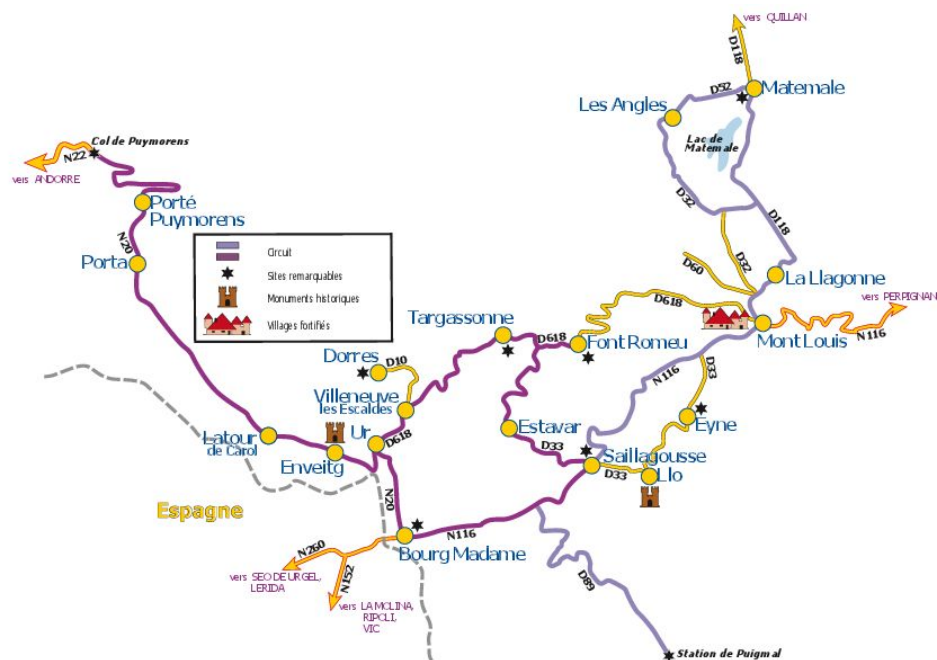 vers QUILLAN
D118
D52
Matemale
Les Angles
Lac de
Matemale
Col de Puymorens
N22
vers ANDORRE
Porté
Puymorens
N20
Porta
Circuit
Sites remarquables
Monuments historiques
Villages fortifiés
D32
D118
D32
D60
La Llagonne
vers PERPIGNAN
D618
Mont Louis
N116
Targassonne
D618
Font Romeu
N116
D33
Dorres
D10
Villeneuve
les Escaldes
Eyne
Estavar
Ur
D618
Latour
de Carol
Enveitg
D33
Saillagousse
D33
Llo
N20
Espagne
N116
Bourg Madame
N260
N152
vers SEO DE URGEL,
LERIDA
vers LA MOLINA,
RIPOLI,
VIC
D89
Station de Puigmal